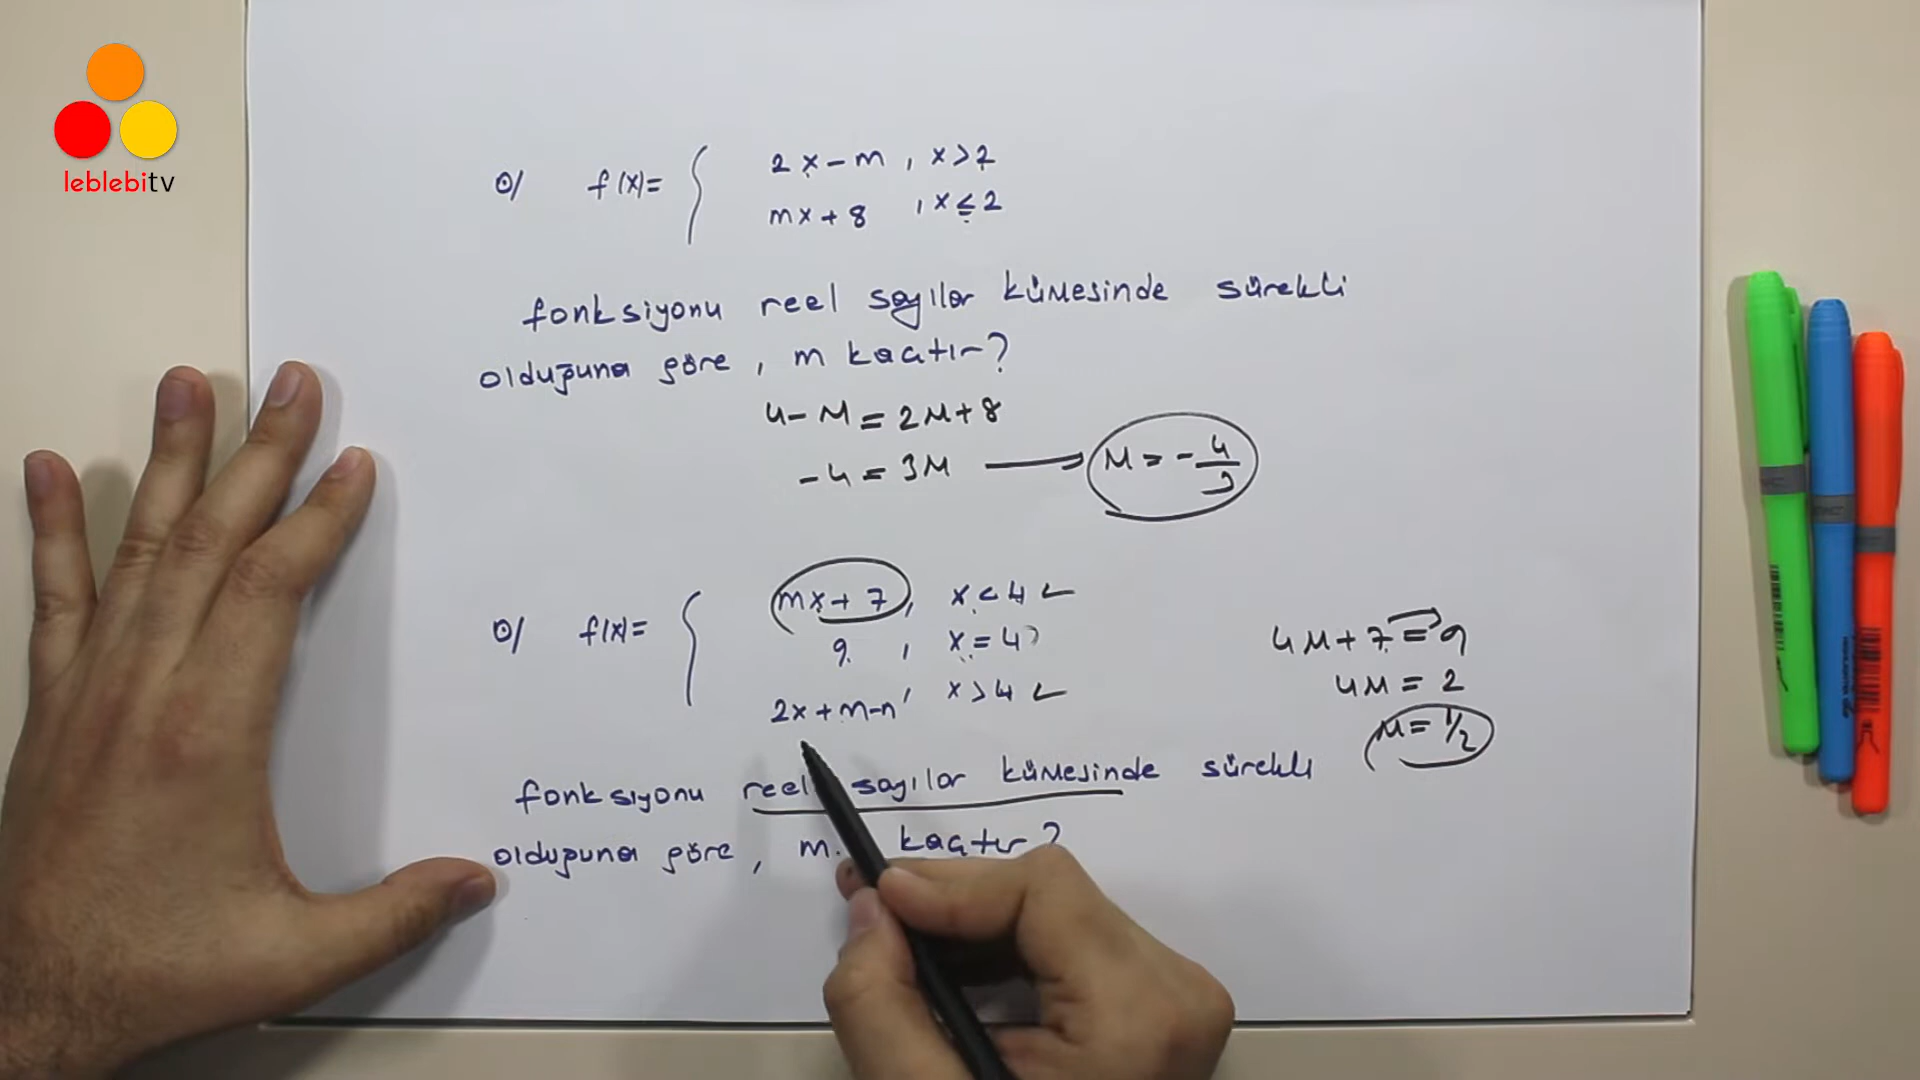 leblebitv
0/ f(x)= { 2x-m , x>2
mx+8 , x≤2
fonksiyonu reel sayılar kümesinde sürekli
olduğuna göre , m kaçtır?
4-M=2M+8
-4=3M → M=-4/3
0/ f(x)= { mx+7, x<4
9 , x=4
2x+m-n, x>4
4M+7=9
4M=2
M=1/2
fonksiyonu reel sayılar kümesinde sürekli
olduğuna göre , m. kaçtır?